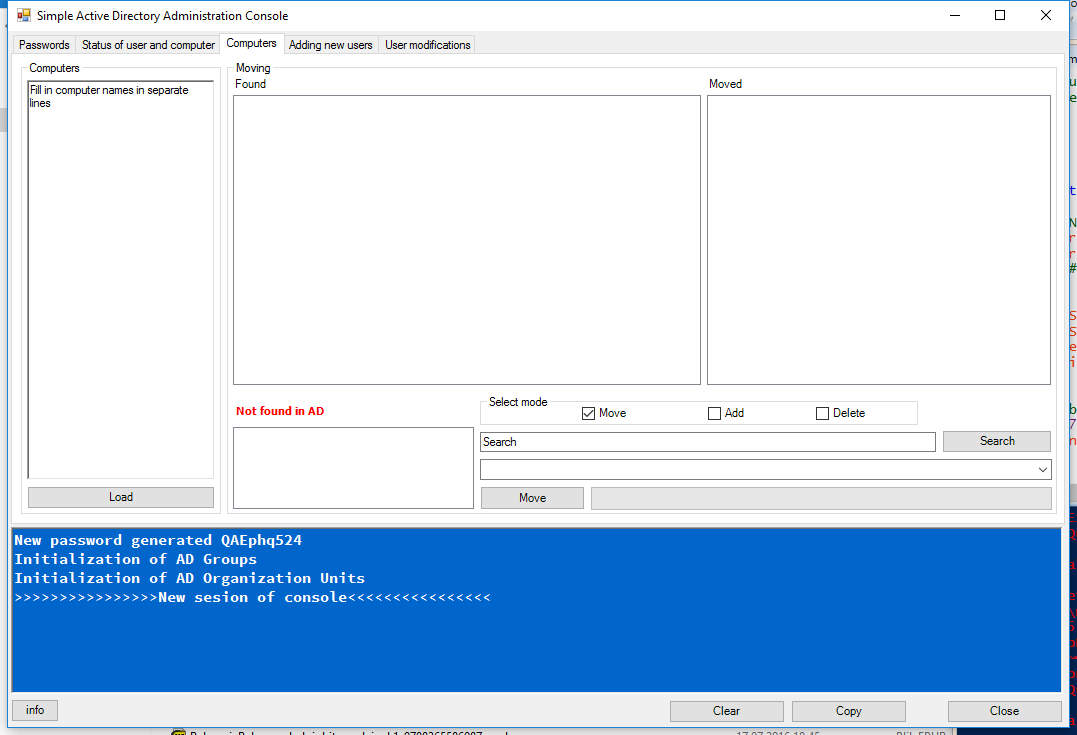 Simple Active Directory Administration Console
Passwords
Status of user and computer
Computers
Adding new users
User modifications
Computers
Fill in computer names in separate
lines
Load
Moving
Found
Moved
Not found in AD
Select mode
Move
Add
Delete
Search
Search
Move
New password generated QAEphq524
Initialization of AD Groups
Initialization of AD Organization Units
>>>>>>>>>>>>>>>>New sesion of console<<<<<<<<<<<<<<<<
info
Clear
Copy
Close